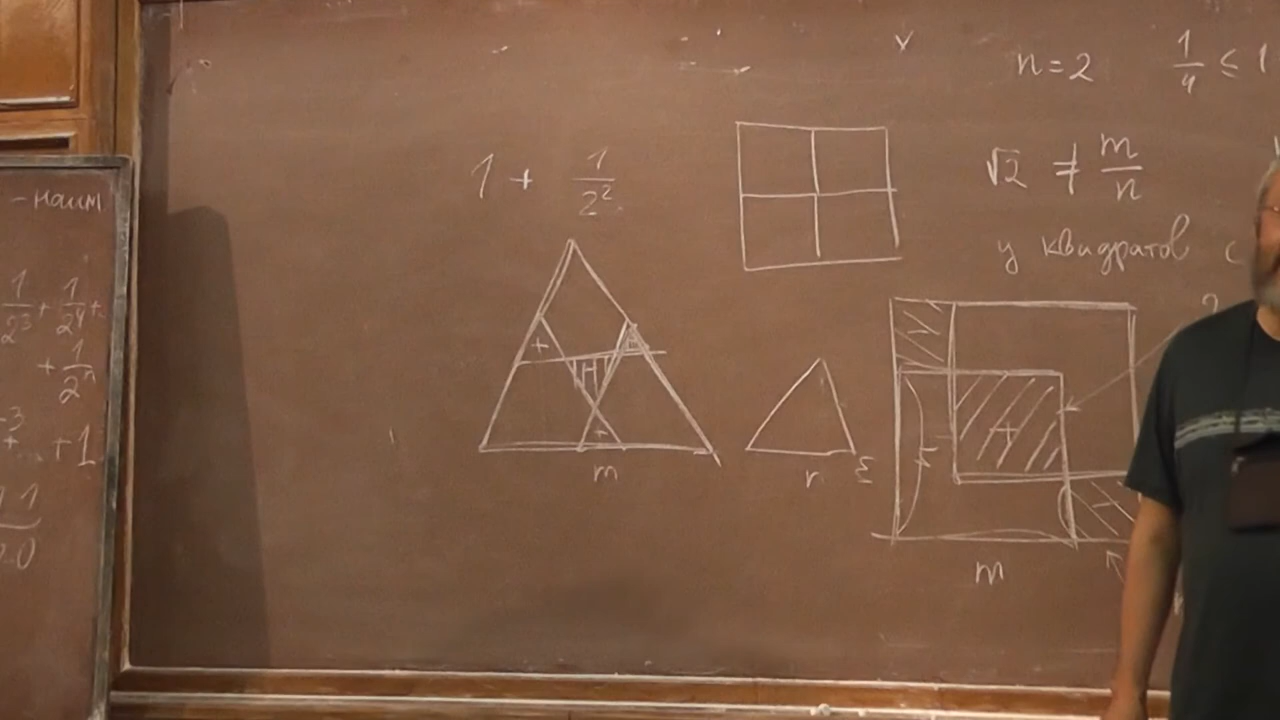 - наим
1/2³ + 1/2⁴ +
+ 1/2ⁿ
+ ... + 1
1 + 1/2²
n = 2
1/4 ≤ 1
√2 ≠ m/n
у квадратов с
?
+
H
+
m
r
+
m